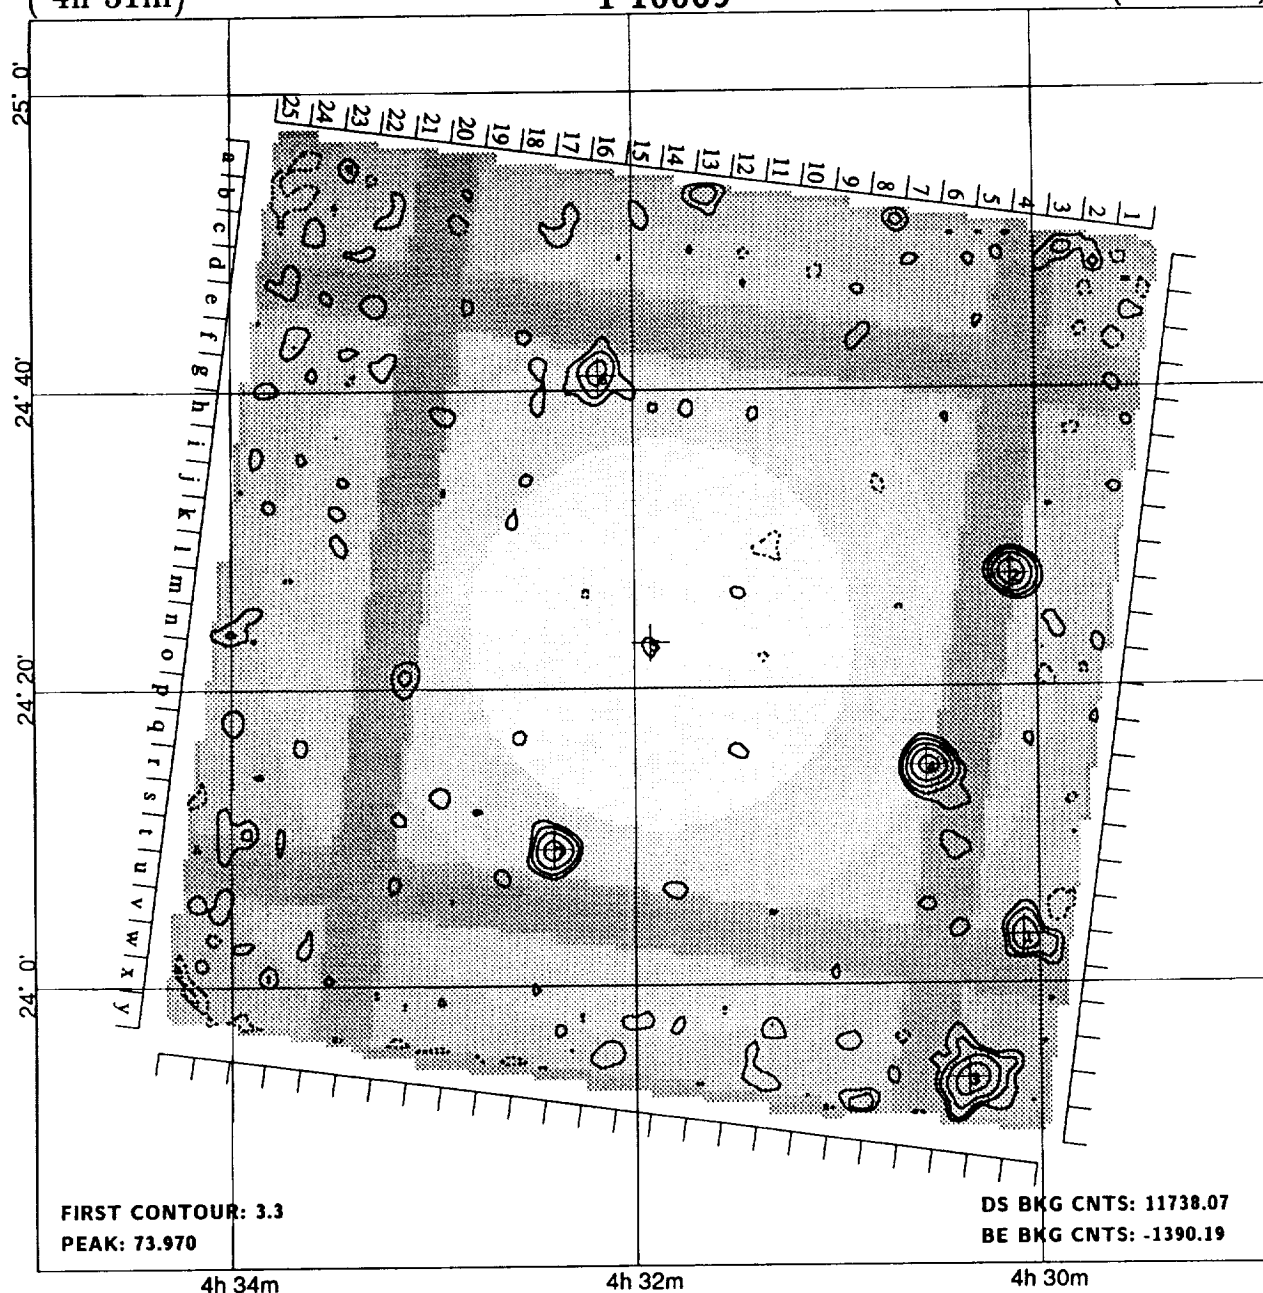 ( 4h 31m)
25° 0'
24° 40'
24° 20'
24° 0'
25 24 23 22 21 20 19 18 17 16 15 14 13 12 11 10 9 8 7 6 5 4 3 2 1
a b c d e f g h i j k l m n o p q r s t u v w x y
FIRST CONTOUR: 3.3
PEAK: 73.970
DS BKG CNTS: 11738.07
BE BKG CNTS: -1390.19
4h 34m
4h 32m
4h 30m